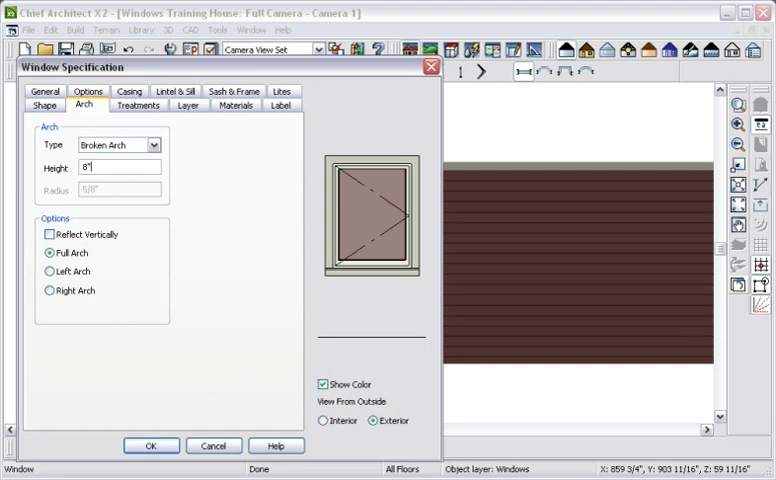 Chief Architect X2 - [Windows Training House: Full Camera - Camera 1]
File Edit Build Terrain Library 3D CAD Tools Window Help
Camera View Set
Window Specification
1
General Options Casing Lintel & Sill Sash & Frame Lites
Shape Arch Treatments Layer Materials Label
Arch
Type Broken Arch
Height 8"
Radius 5/8"
Options
Reflect Vertically
Full Arch
Left Arch
Right Arch
Show Color
View From Outside
Interior Exterior
OK Cancel Help
Window Done All Floors Object layer: Windows X: 859 3/4", Y: 903 11/16", Z: 59 11/16"